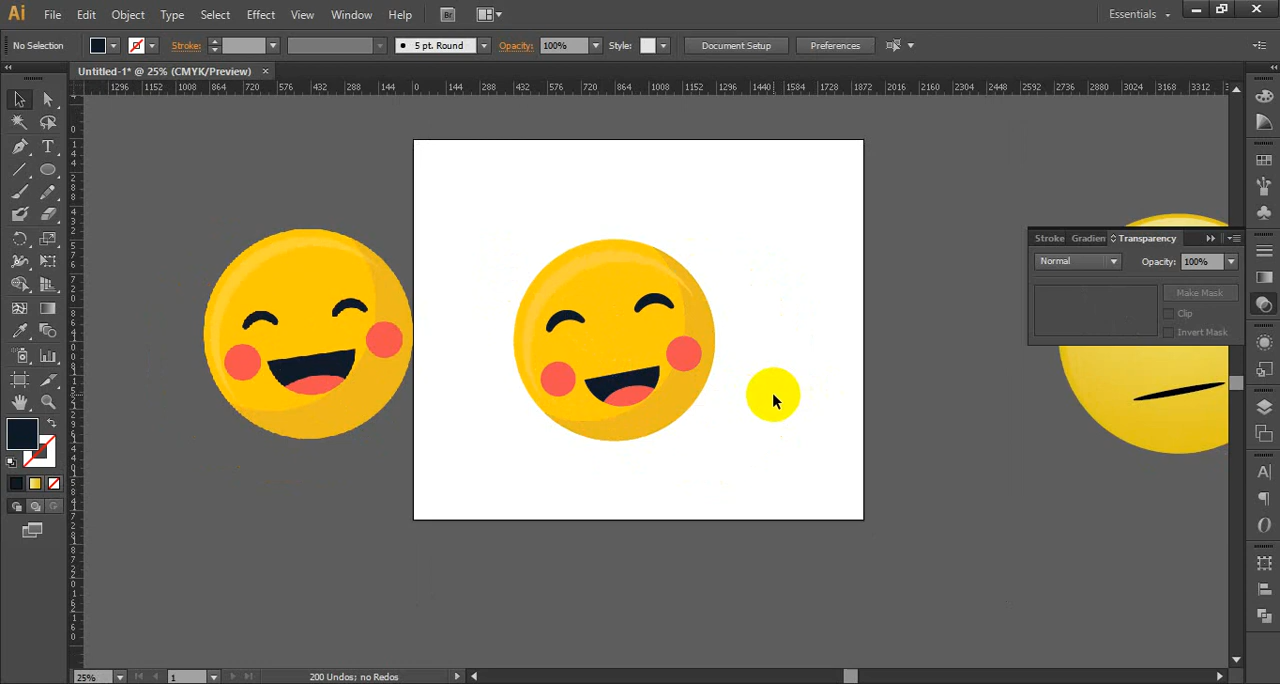 Ai File Edit Object Type Select Effect View Window Help Br Essentials
No Selection Stroke: 5 pt. Round Opacity: 100% Style: Document Setup Preferences
Untitled-1* @ 25% (CMYK/Preview) ×
1296 1152 1008 864 720 576 432 288 144 0 144 288 432 576 720 864 1008 1152 1296 1440 1584 1728 1872 2016 2160 2304 2448 2592 2736 2880 3024 3168 3312
Stroke Gradien Transparency
Normal Opacity: 100%
Make Mask
Clip
Invert Mask
25% 1 200 Undos; no Redos